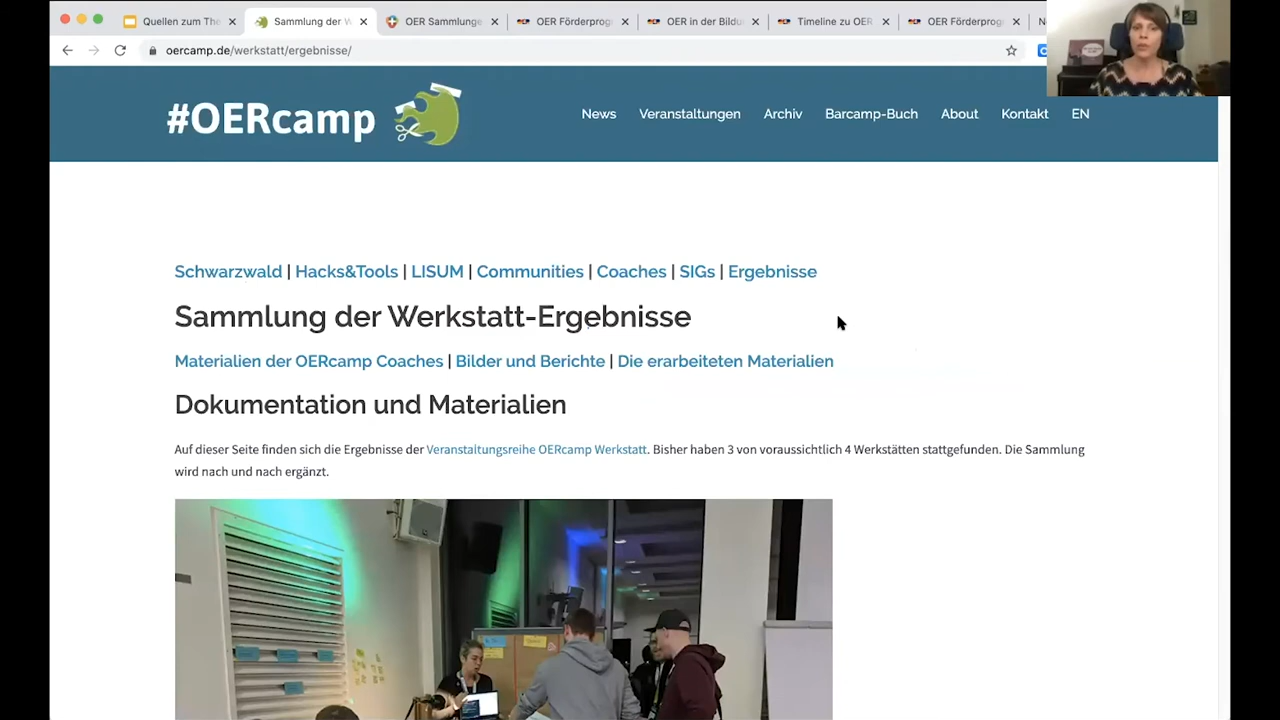 Quellen zum The
Sammlung der W
OER Sammlunge
OER Förderprog
OER in der Bildu
Timeline zu OER
OER Förderprog
oercamp.de/werkstatt/ergebnisse/
#OERcamp
News
Veranstaltungen
Archiv
Barcamp-Buch
About
Kontakt
EN
Schwarzwald | Hacks&Tools | LISUM | Communities | Coaches | SIGs | Ergebnisse
Sammlung der Werkstatt-Ergebnisse
Materialien der OERcamp Coaches | Bilder und Berichte | Die erarbeiteten Materialien
Dokumentation und Materialien
Auf dieser Seite finden sich die Ergebnisse der Veranstaltungsreihe OERcamp Werkstatt. Bisher haben 3 von voraussichtlich 4 Werkstätten stattgefunden. Die Sammlung
wird nach und nach ergänzt.